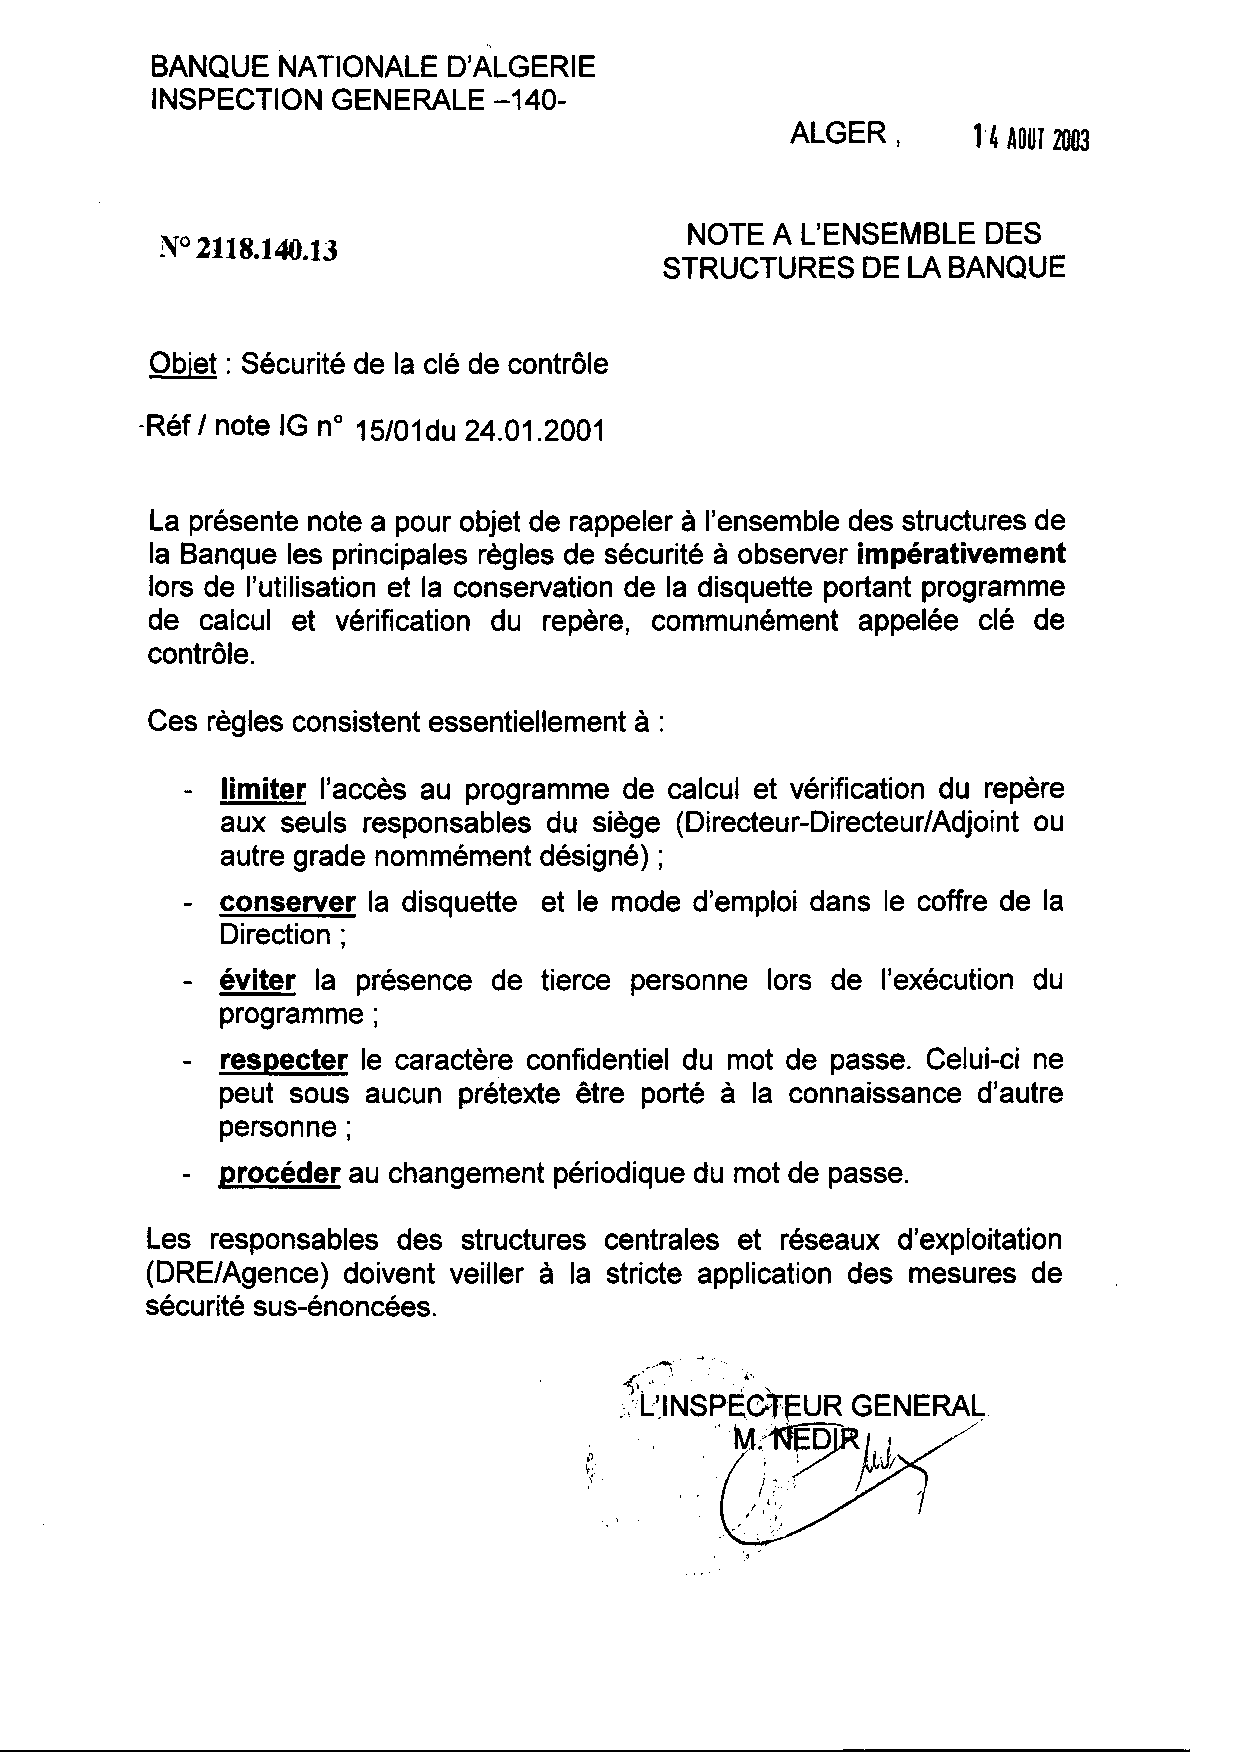 BANQUE NATIONALE D'ALGERIE
INSPECTION GENERALE –140-
ALGER , 14 AOUT 2003
N° 2118.140.13
NOTE A L'ENSEMBLE DES
STRUCTURES DE LA BANQUE
Objet : Sécurité de la clé de contrôle
-Réf / note IG n° 15/01du 24.01.2001
La présente note a pour objet de rappeler à l'ensemble des structures de
la Banque les principales règles de sécurité à observer impérativement
lors de l'utilisation et la conservation de la disquette portant programme
de calcul et vérification du repère, communément appelée clé de
contrôle.
Ces règles consistent essentiellement à :
- limiter l'accès au programme de calcul et vérification du repère
aux seuls responsables du siège (Directeur-Directeur/Adjoint ou
autre grade nommément désigné) ;
- conserver la disquette et le mode d'emploi dans le coffre de la
Direction ;
- éviter la présence de tierce personne lors de l'exécution du
programme ;
- respecter le caractère confidentiel du mot de passe. Celui-ci ne
peut sous aucun prétexte être porté à la connaissance d'autre
personne ;
- procéder au changement périodique du mot de passe.
Les responsables des structures centrales et réseaux d'exploitation
(DRE/Agence) doivent veiller à la stricte application des mesures de
sécurité sus-énoncées.
L'INSPECTEUR GENERAL
M. NEDIR